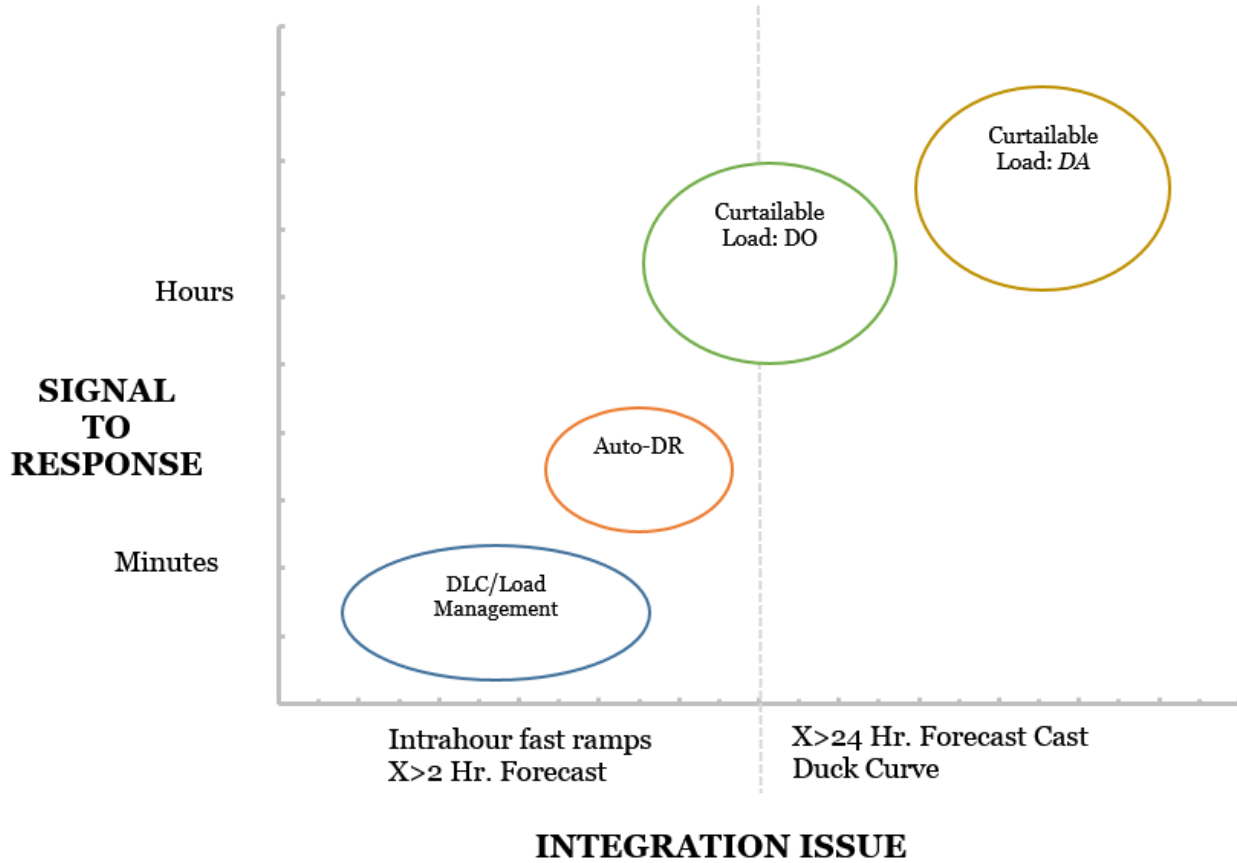 Curtailable
Load: DA
Curtailable
Load: DO
Hours
SIGNAL
TO
RESPONSE
Auto-DR
Minutes
DLC/Load
Management
Intrahour fast ramps
X>2 Hr. Forecast
X>24 Hr. Forecast Cast
Duck Curve
INTEGRATION ISSUE